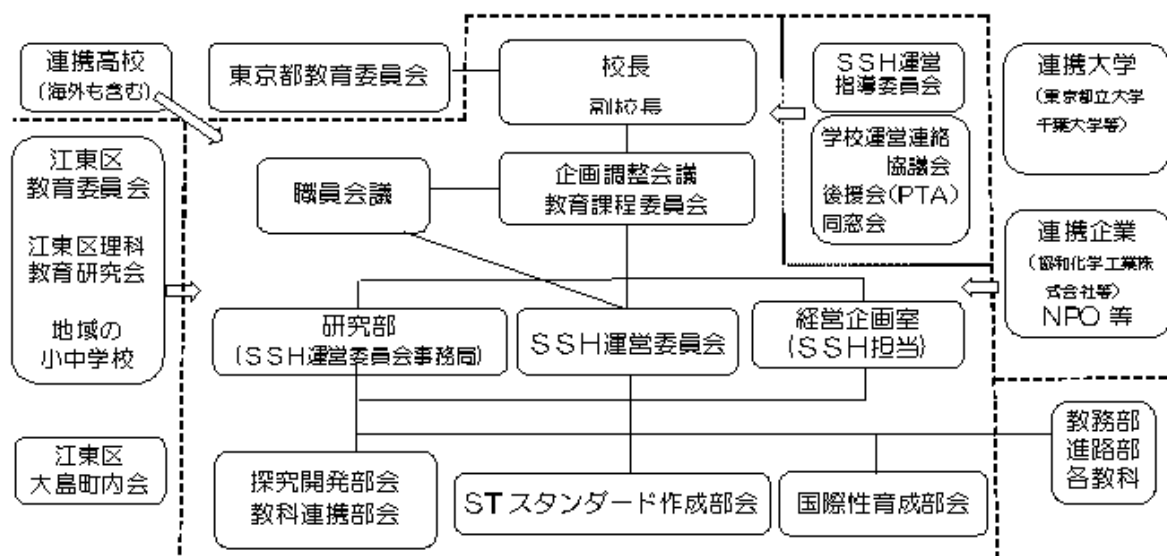 連携高校
(海外も含む)
東京都教育委員会
校長
副校長
SSH運営
指導委員会
連携大学
(東京都立大学
千葉大学等)
江東区
教育委員会
江東区理科
教育研究会
地域の
小中学校
職員会議
企画調整会議
教育課程委員会
学校運営連絡
協議会
後援会(PTA)
同窓会
連携企業
(協和化学工業株
式会社等)
NPO等
研究部
(SSH運営委員会事務局)
SSH運営委員会
経営企画室
(SSH担当)
江東区
大島町内会
探究開発部会
教科連携部会
STスタンダード作成部会
国際性育成部会
教務部
進路部
各教科